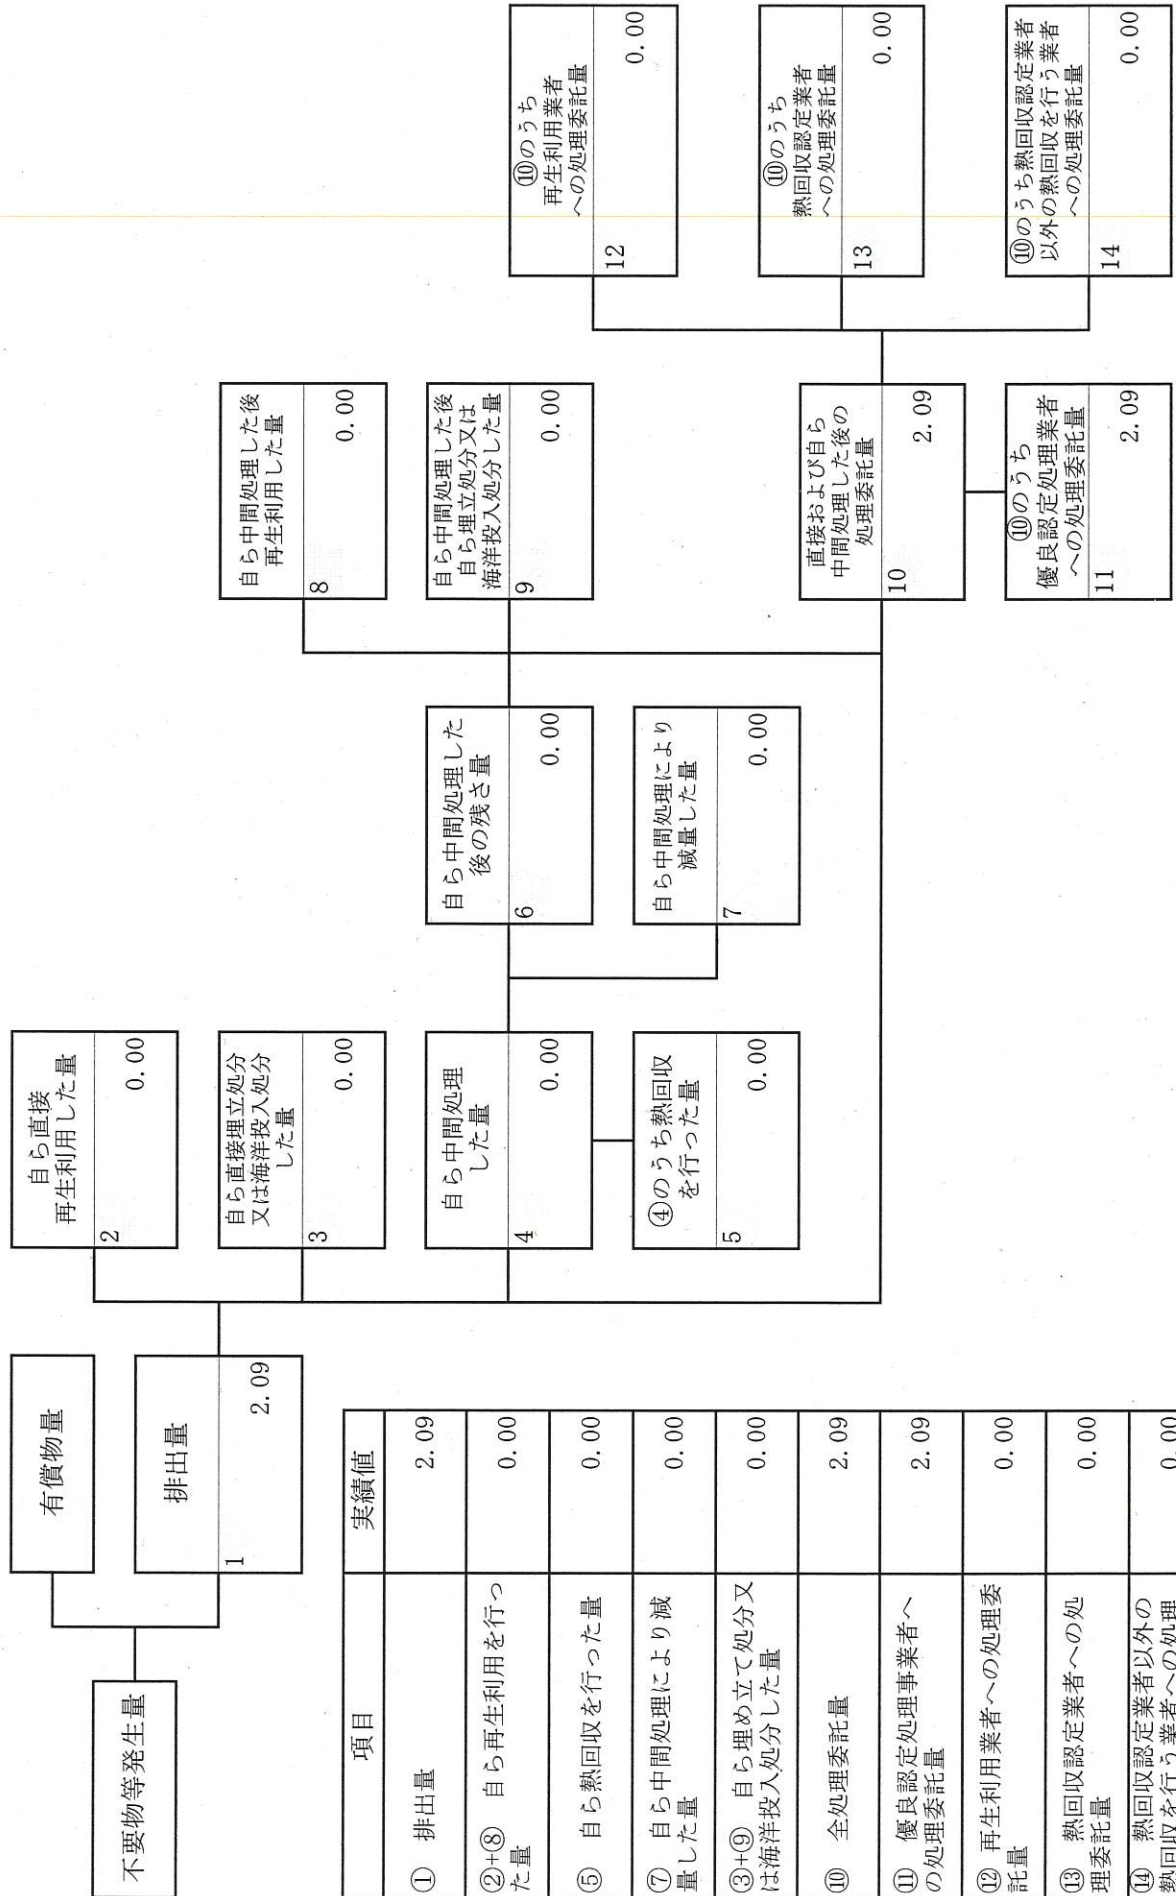 不要物等発生量
有償物量
排出量
1
2.09
自ら直接
再生利用した量
2
0.00
自ら直接埋立処分
又は海洋投入処分
した量
3
0.00
自ら中間処理
した量
4
0.00
④のうち熱回収
を行った量
5
0.00
自ら中間処理した
後の残さ量
6
0.00
自ら中間処理により
減量した量
7
0.00
自ら中間処理した後
再生利用した量
8
0.00
自ら中間処理した後
自ら埋立処分又は
海洋投入処分した量
9
0.00
直接および自ら
中間処理した後の
処理委託量
10
2.09
⑩のうち
優良認定処理業者
への処理委託量
11
2.09
⑩のうち
再生利用業者
への処理委託量
12
0.00
⑩のうち
熱回収認定業者
への処理委託量
13
0.00
⑩のうち熱回収認定業者
以外の熱回収を行う業者
への処理委託量
14
0.00
項目 実績値
① 排出量 2.09
②+⑧ 自ら再生利用を行っ
た量 0.00
⑤ 自ら熱回収を行った量 0.00
⑦ 自ら中間処理により減
量した量 0.00
③+⑨ 自ら埋め立て処分又
は海洋投入処分した量 0.00
⑩ 全処理委託量 2.09
⑪ 優良認定処理事業者へ
の処理委託量 2.09
⑫ 再生利用業者への処理委
託量 0.00
⑬ 熱回収認定業者への処
理委託量 0.00
⑭ 熱回収認定業者以外の
熱回収を行う業者への処理 0.00